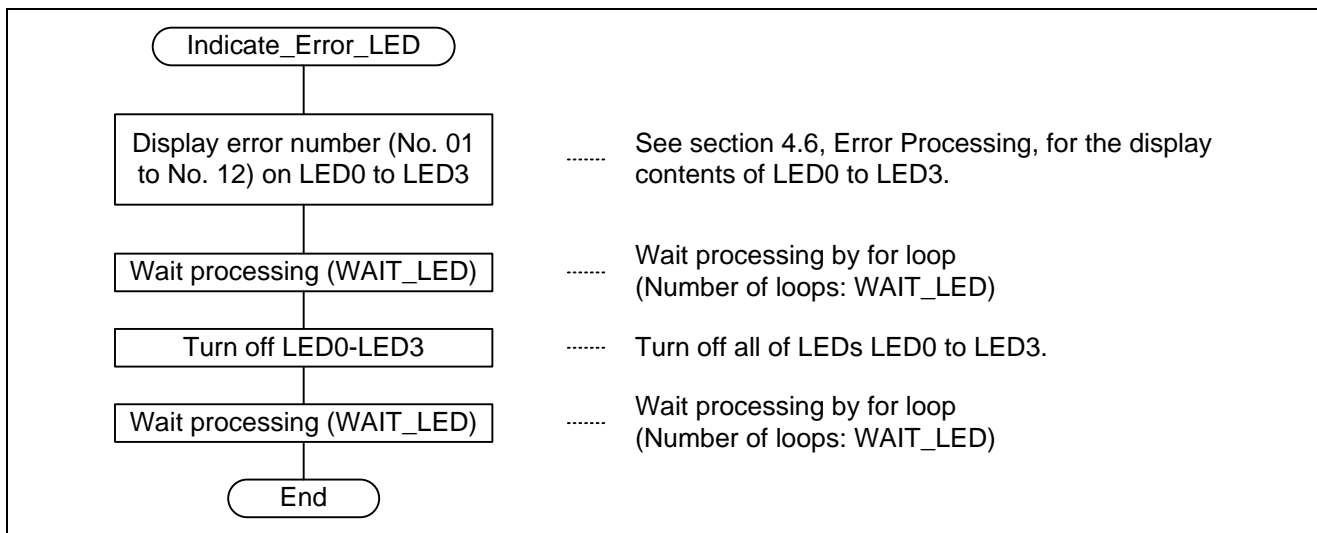 Indicate_Error_LED
Display error number (No. 01
to No. 12) on LED0 to LED3
See section 4.6, Error Processing, for the display
contents of LED0 to LED3.
Wait processing (WAIT_LED)
Wait processing by for loop
(Number of loops: WAIT_LED)
Turn off LED0-LED3
Turn off all of LEDs LED0 to LED3.
Wait processing (WAIT_LED)
Wait processing by for loop
(Number of loops: WAIT_LED)
End